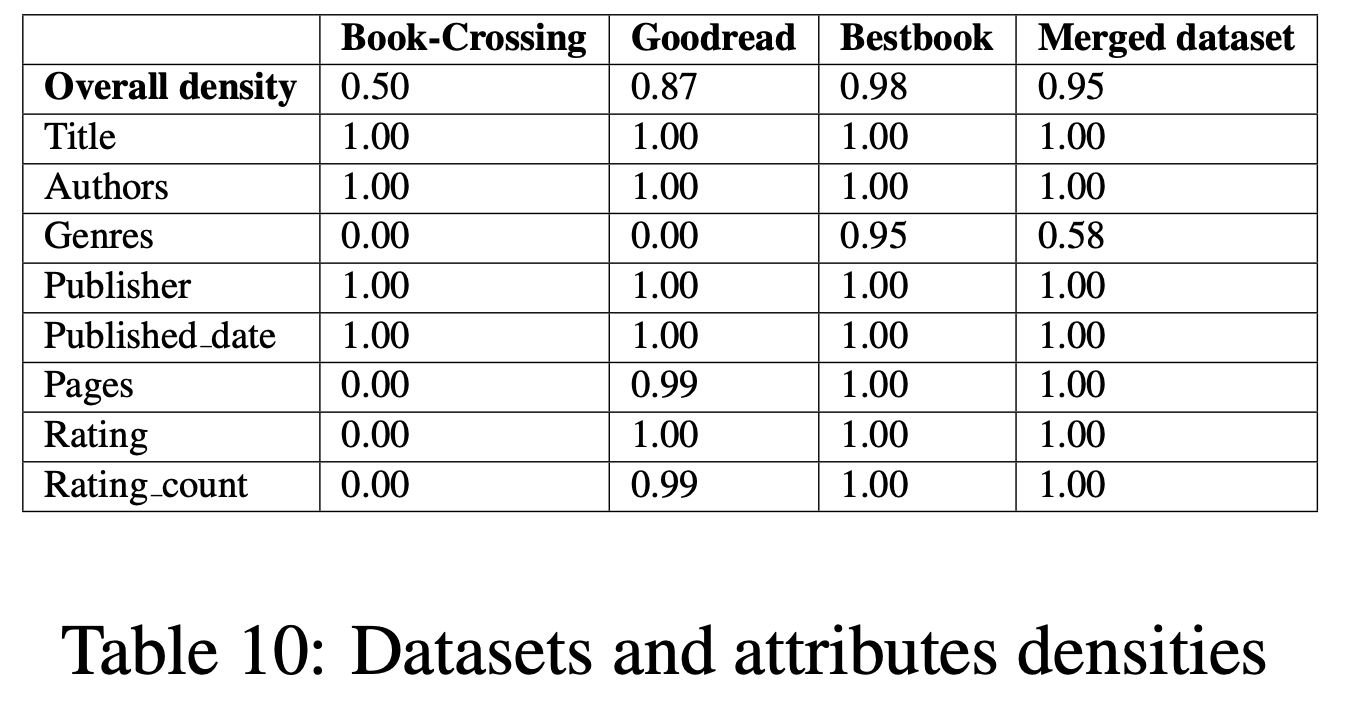 Book-Crossing Goodread Bestbook Merged dataset
Overall density 0.50 0.87 0.98 0.95
Title 1.00 1.00 1.00 1.00
Authors 1.00 1.00 1.00 1.00
Genres 0.00 0.00 0.95 0.58
Publisher 1.00 1.00 1.00 1.00
Published_date 1.00 1.00 1.00 1.00
Pages 0.00 0.99 1.00 1.00
Rating 0.00 1.00 1.00 1.00
Rating_count 0.00 0.99 1.00 1.00
Table 10: Datasets and attributes densities